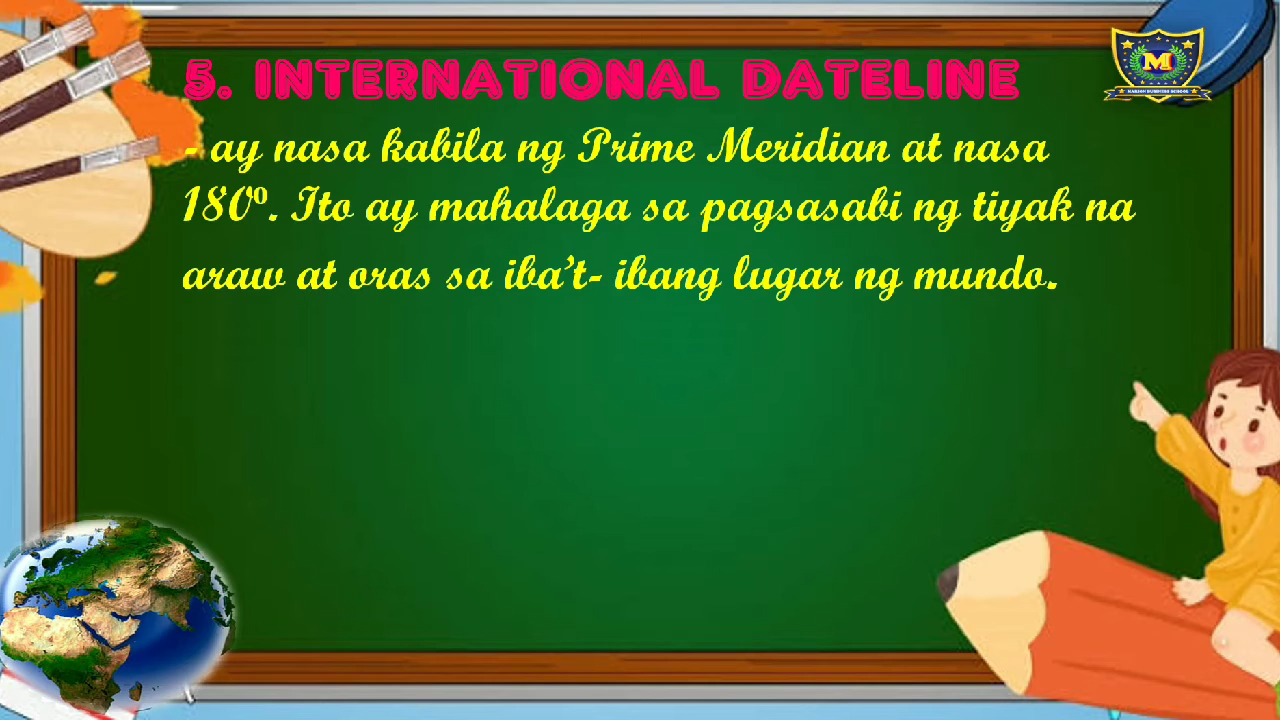 5. INTERNATIONAL DATELINE
- ay nasa kabila ng Prime Meridian at nasa
180⁰. Ito ay mahalaga sa pagsasabi ng tiyak na
araw at oras sa iba't- ibang lugar ng mundo.
M